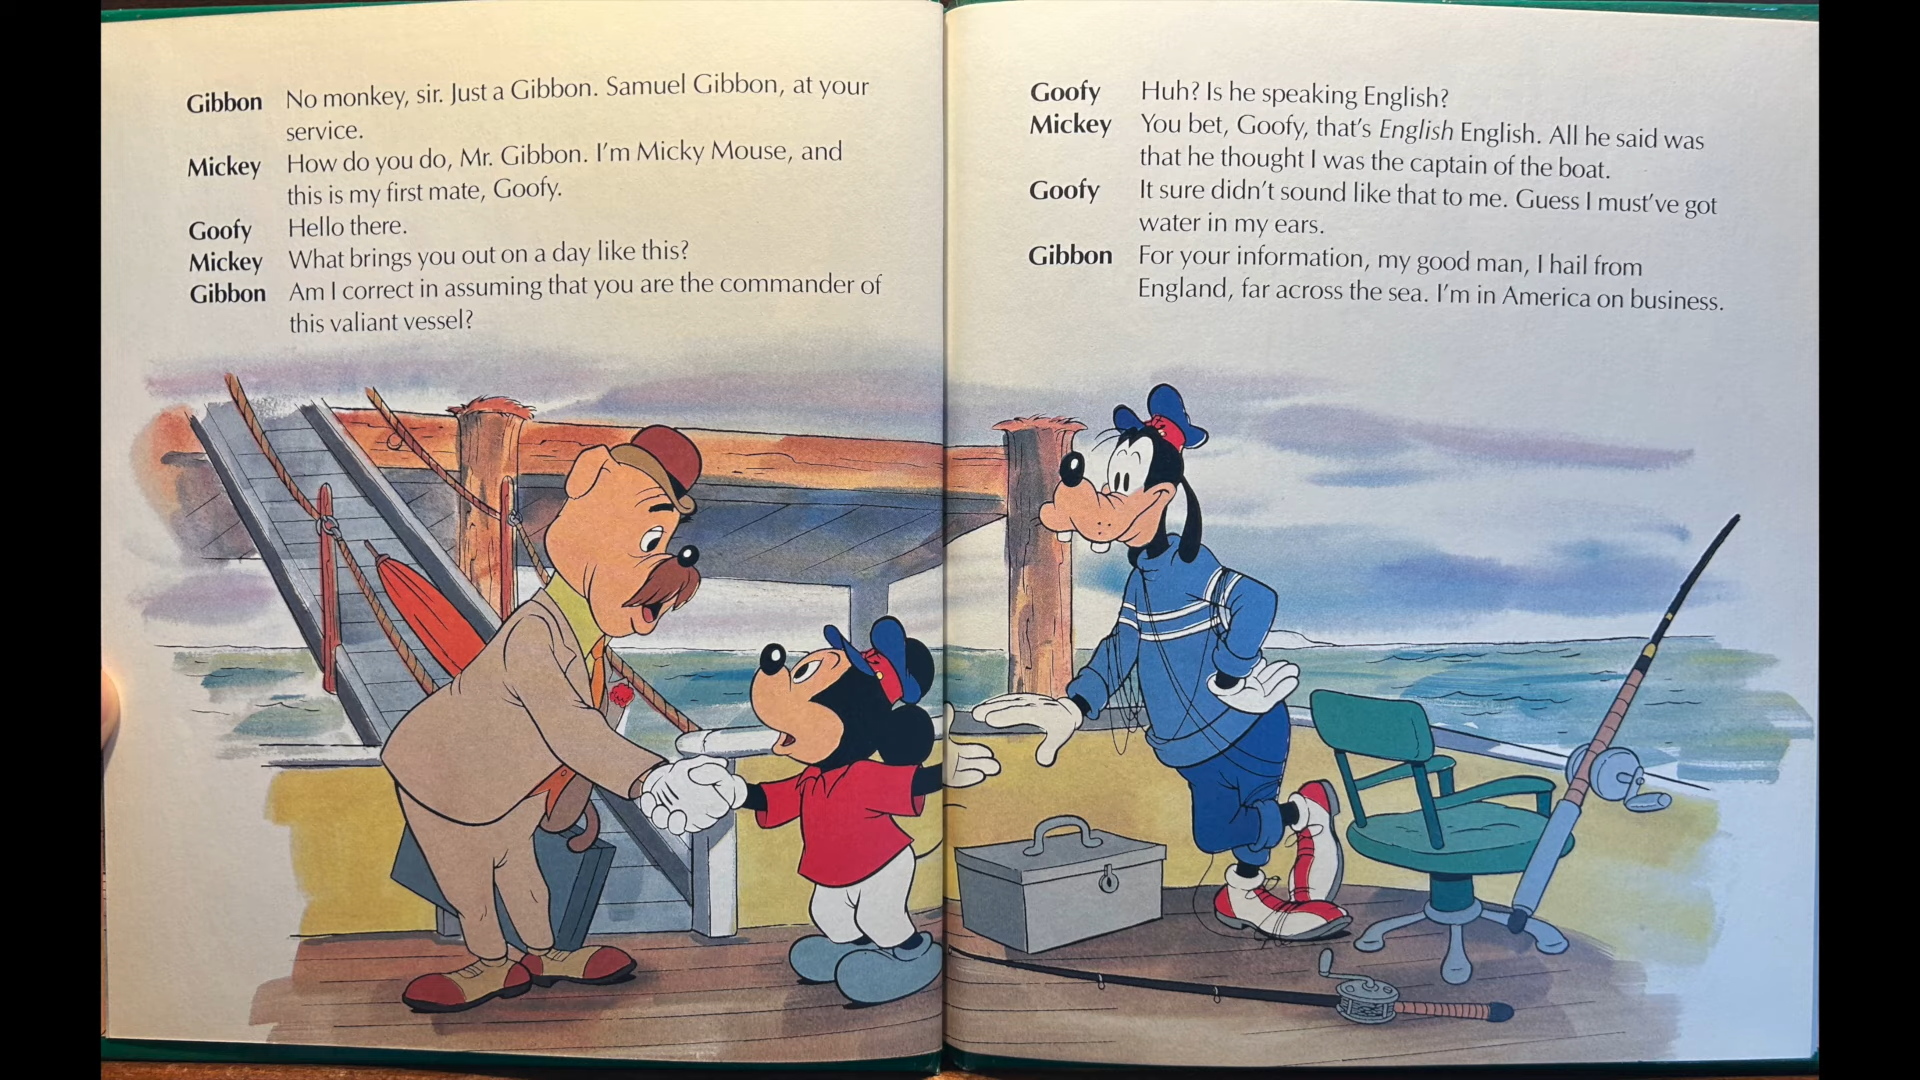 Gibbon No monkey, sir. Just a Gibbon. Samuel Gibbon, at your
service.
Mickey How do you do, Mr. Gibbon. I'm Micky Mouse, and
this is my first mate, Goofy.
Goofy Hello there.
Mickey What brings you out on a day like this?
Gibbon Am I correct in assuming that you are the commander of
this valiant vessel?
Goofy Huh? Is he speaking English?
Mickey You bet, Goofy, that's English English. All he said was
that he thought I was the captain of the boat.
Goofy It sure didn't sound like that to me. Guess I must've got
water in my ears.
Gibbon For your information, my good man, I hail from
England, far across the sea. I'm in America on business.